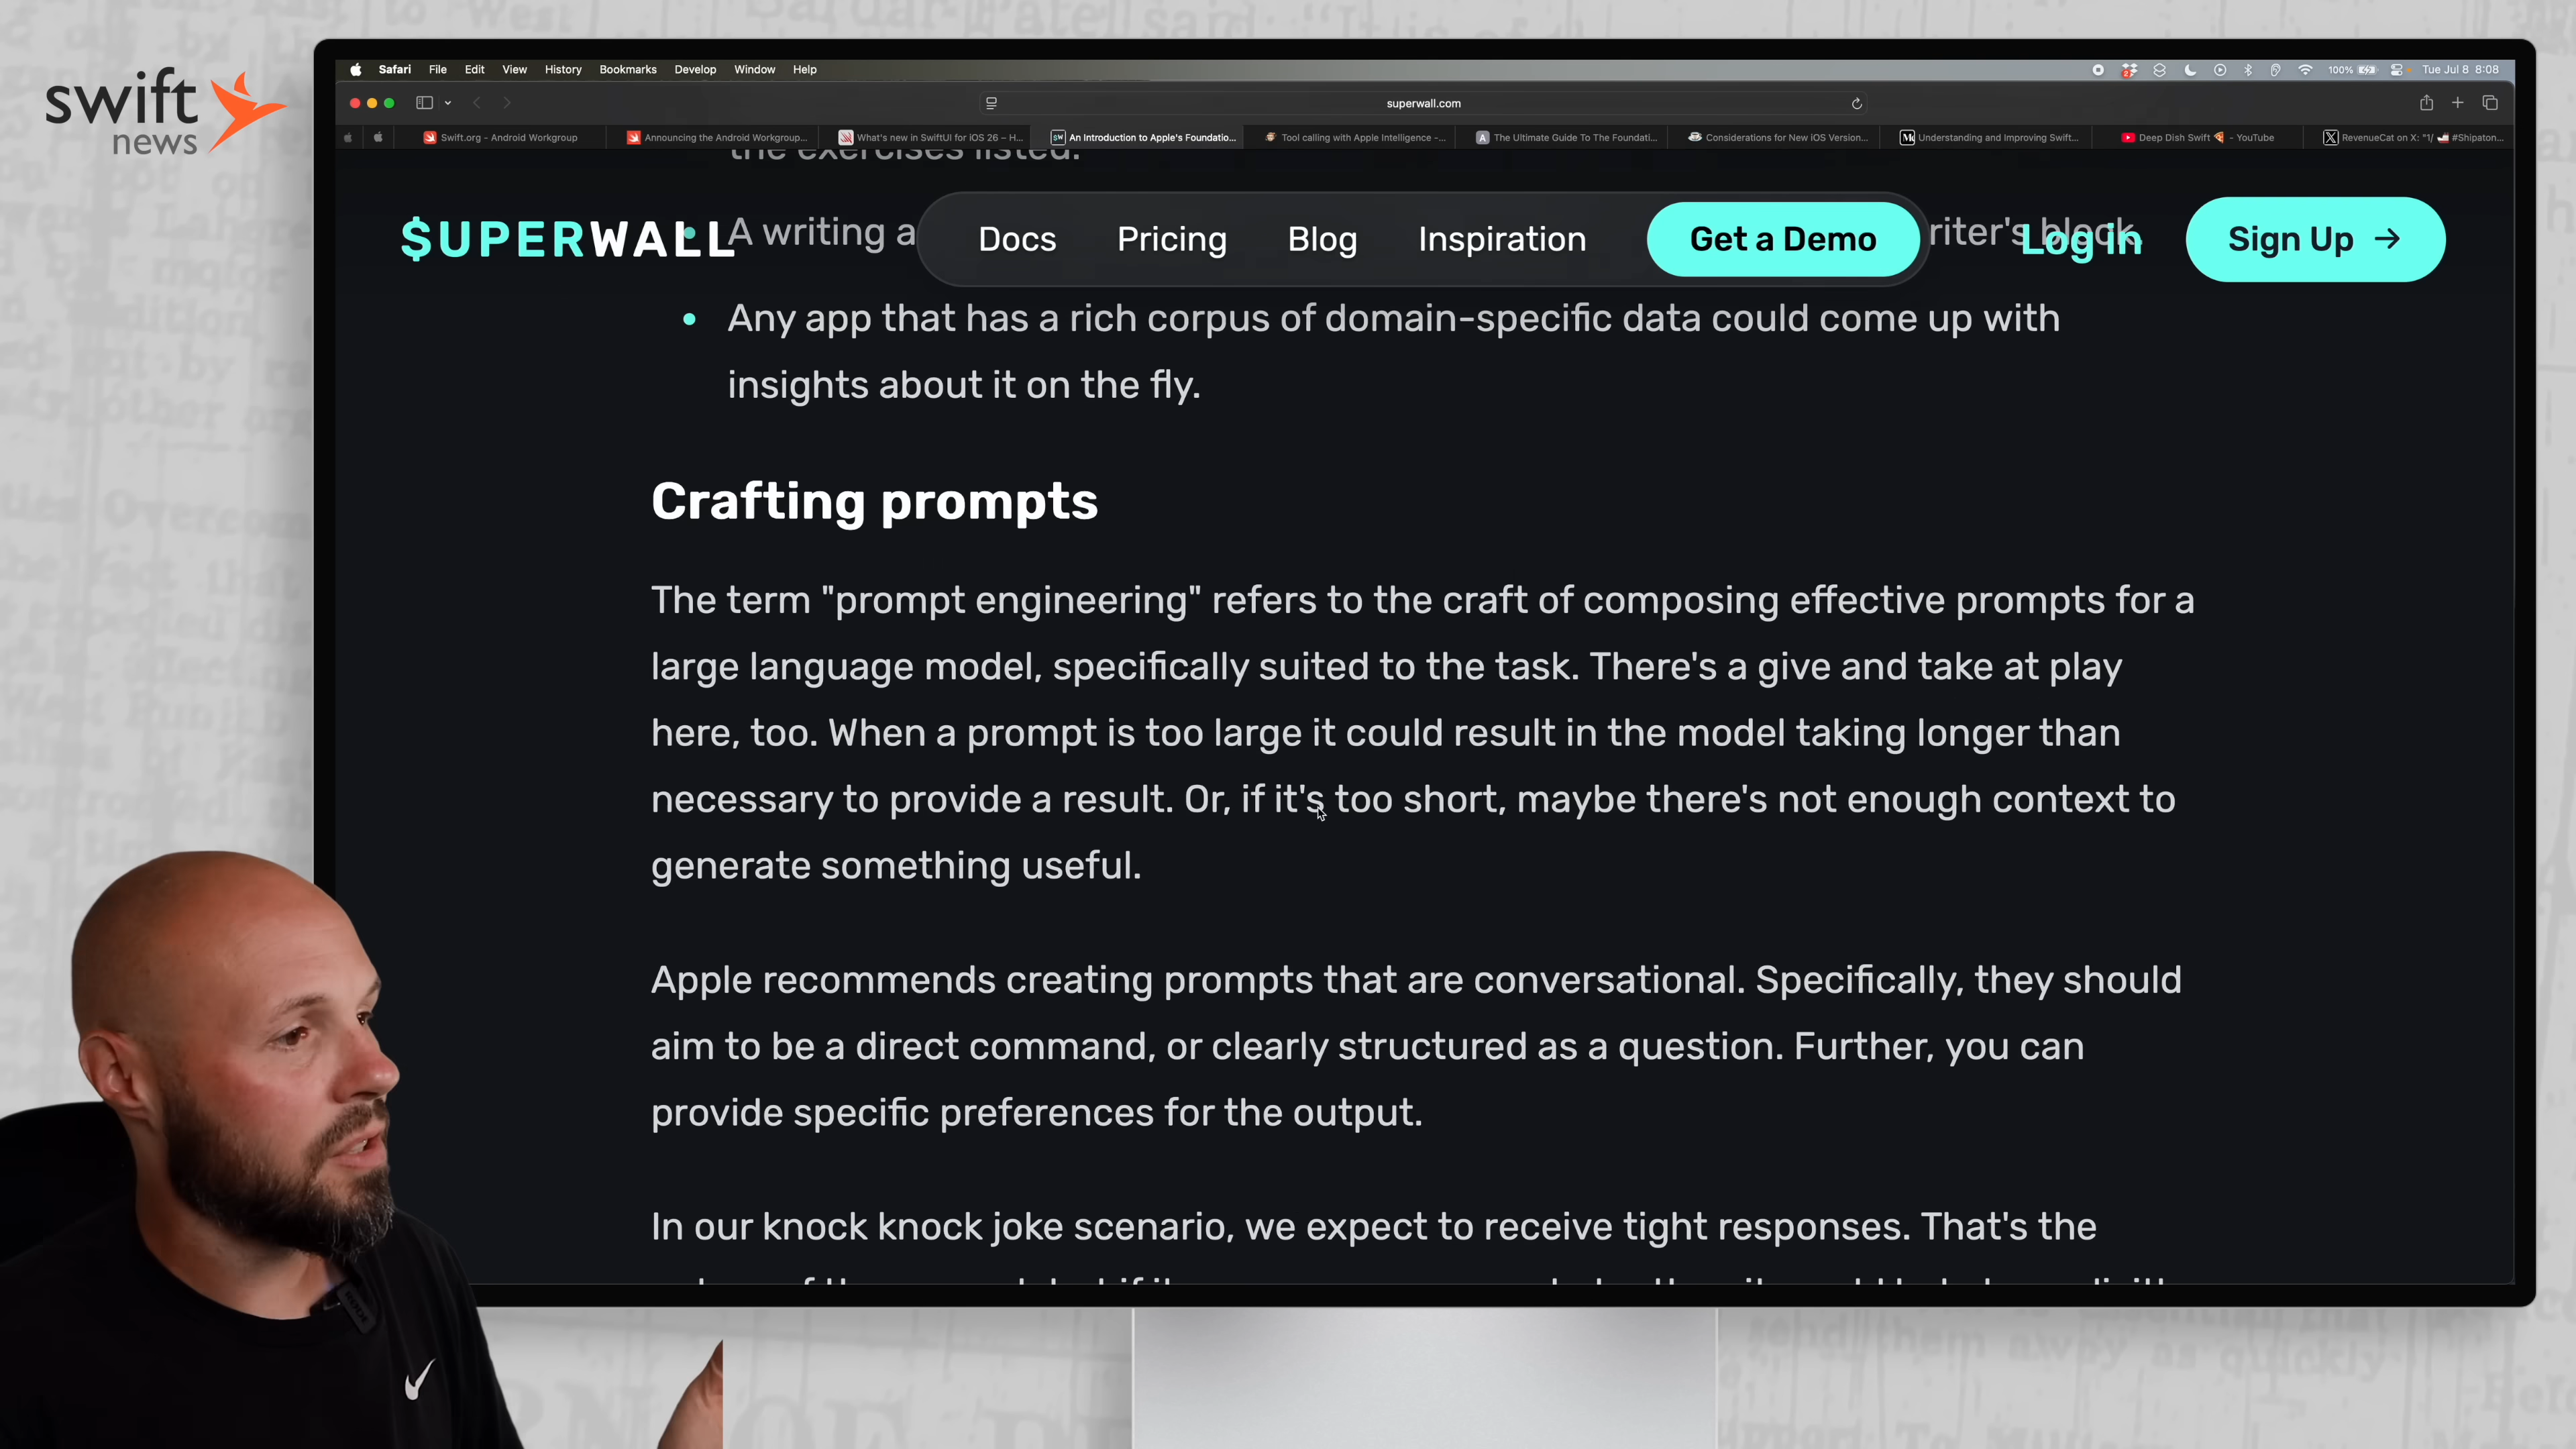 swift
news
Safari File Edit View History Bookmarks Develop Window Help
100% Tue Jul 8 8:08
superwall.com
Swift.org - Android Workgroup
Announcing the Android Workgroup...
What's new in SwiftUI for iOS 26 – H...
An Introduction to Apple's Foundatio...
Tool calling with Apple Intelligence -...
The Ultimate Guide To The Foundati...
Considerations for New iOS Version...
Understanding and Improving Swift...
Deep Dish Swift 🍕 - YouTube
RevenueCat on X: "1/ 🚢 #Shipaton...
the exercises listed.
$UPERWALL
Docs Pricing Blog Inspiration Get a Demo Log in Sign Up →
• A writing a riter's block.
• Any app that has a rich corpus of domain-specific data could come up with
insights about it on the fly.
Crafting prompts
The term "prompt engineering" refers to the craft of composing effective prompts for a
large language model, specifically suited to the task. There's a give and take at play
here, too. When a prompt is too large it could result in the model taking longer than
necessary to provide a result. Or, if it's too short, maybe there's not enough context to
generate something useful.
Apple recommends creating prompts that are conversational. Specifically, they should
aim to be a direct command, or clearly structured as a question. Further, you can
provide specific preferences for the output.
In our knock knock joke scenario, we expect to receive tight responses. That's the